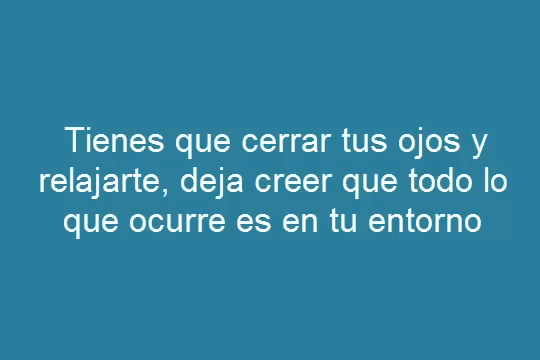 Tienes que cerrar tus ojos y
relajarte, deja creer que todo lo
que ocurre es en tu entorno